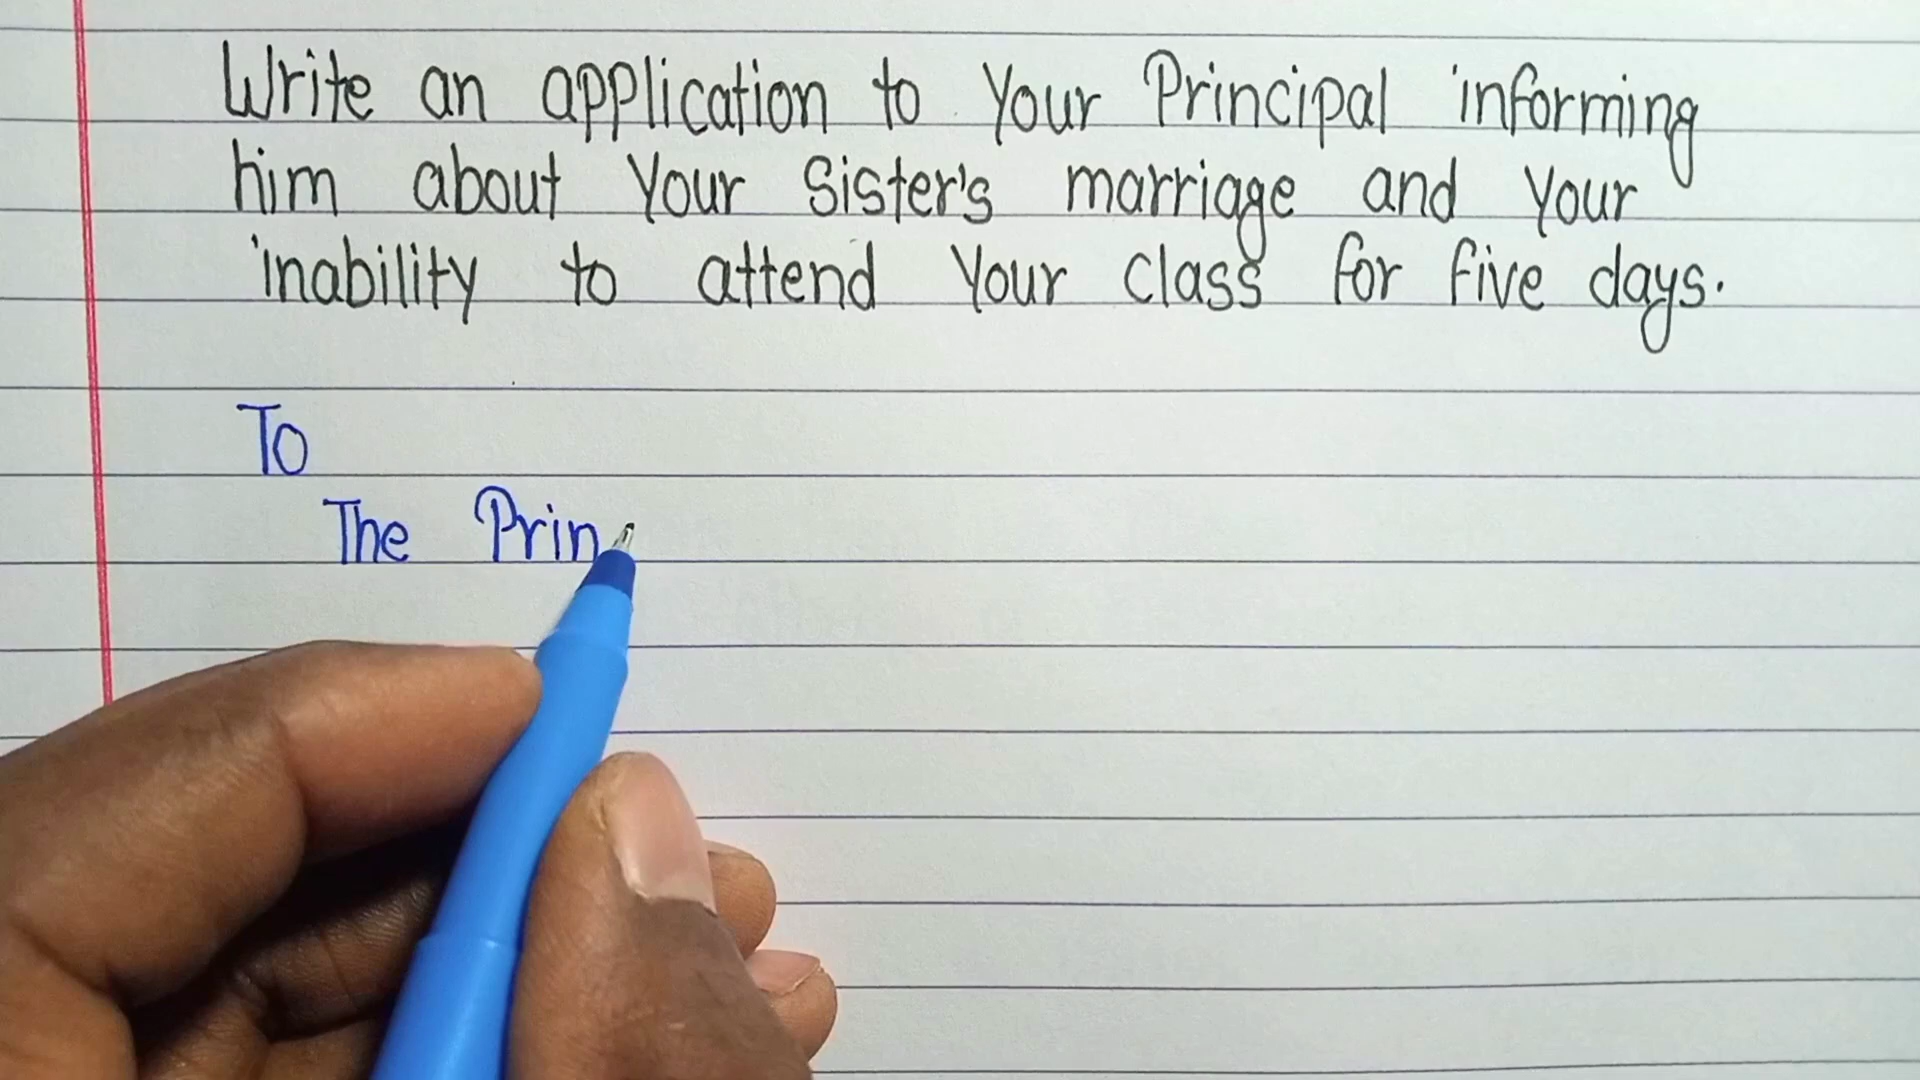 Write an application to your Principal informing
him about your Sister's marriage and your
inability to attend your class for five days.
To
The Prin